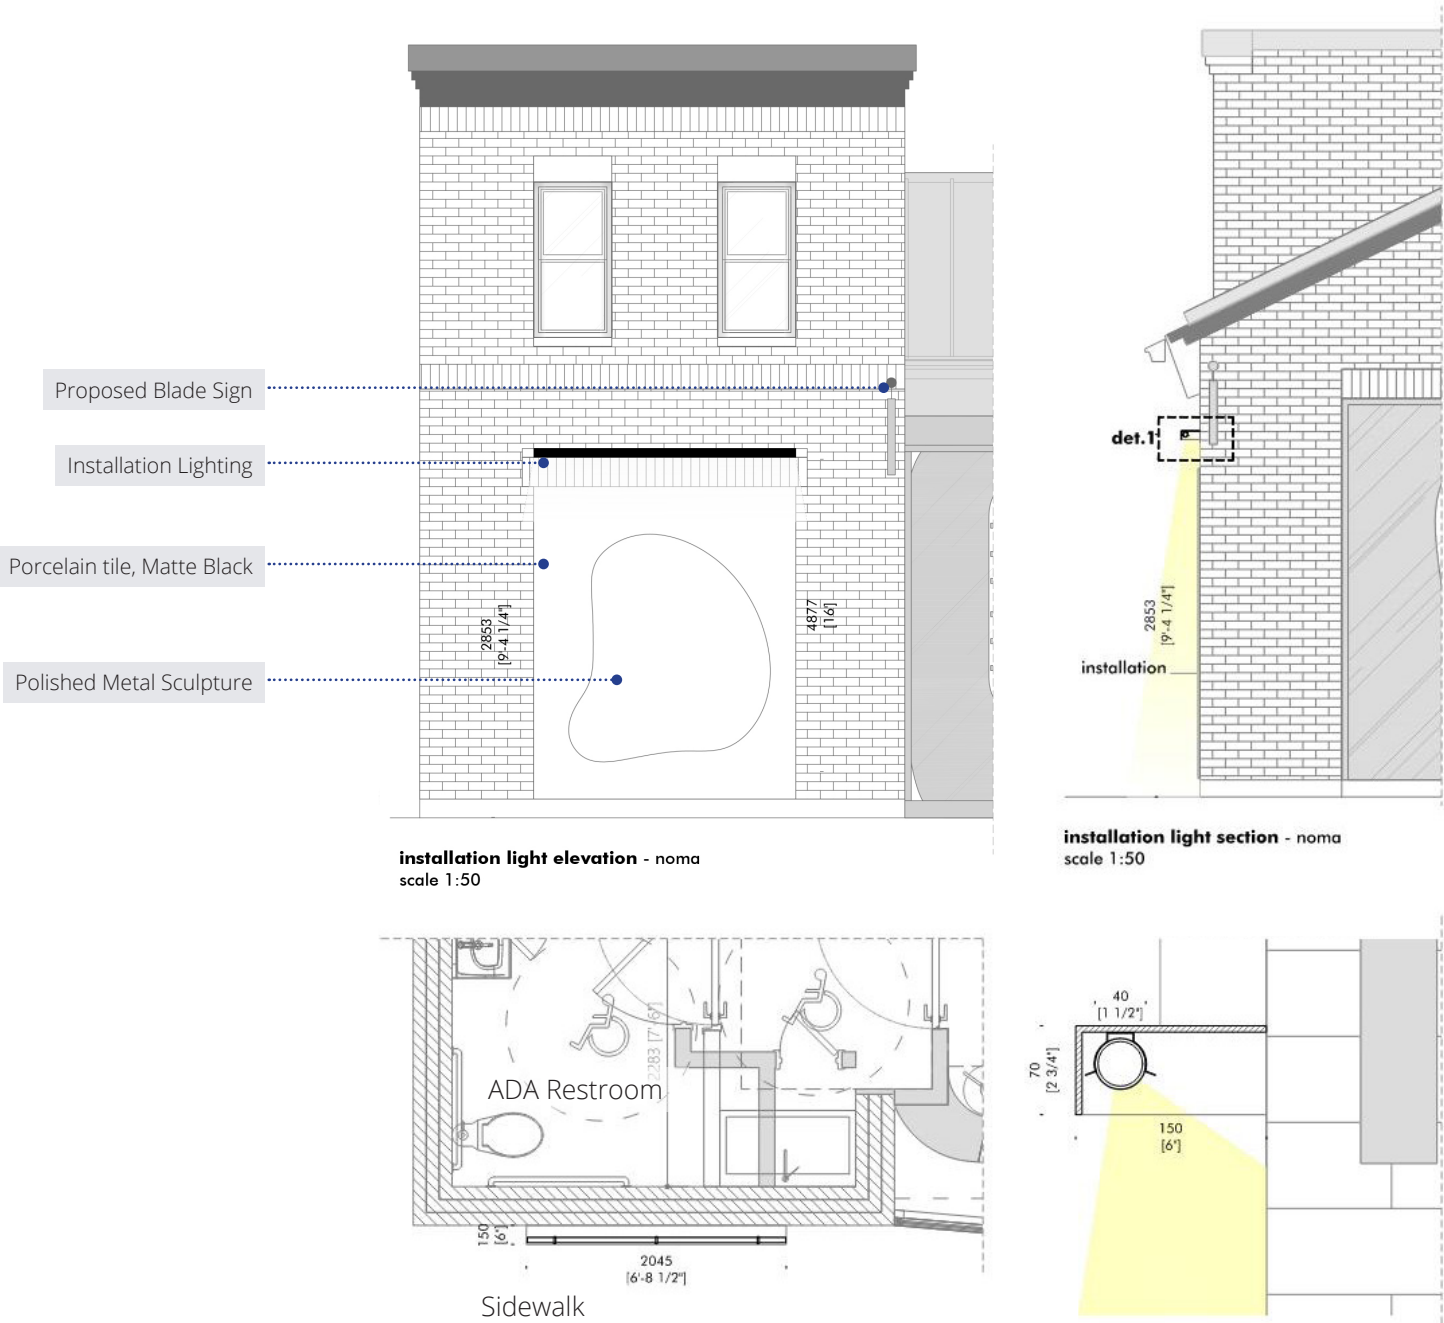 Proposed Blade Sign
Installation Lighting
Porcelain tile, Matte Black
Polished Metal Sculpture
2853
[9'-4 1/4"]
4877
[16']
installation light elevation - noma
scale 1:50
det.1
2853
[9'-4 1/4"]
installation
installation light section - noma
scale 1:50
2283 [7' 6"]
ADA Restroom
150
[6"]
2045
[6'-8 1/2"]
Sidewalk
40
[1 1/2"]
70
[2 3/4"]
150
[6"]